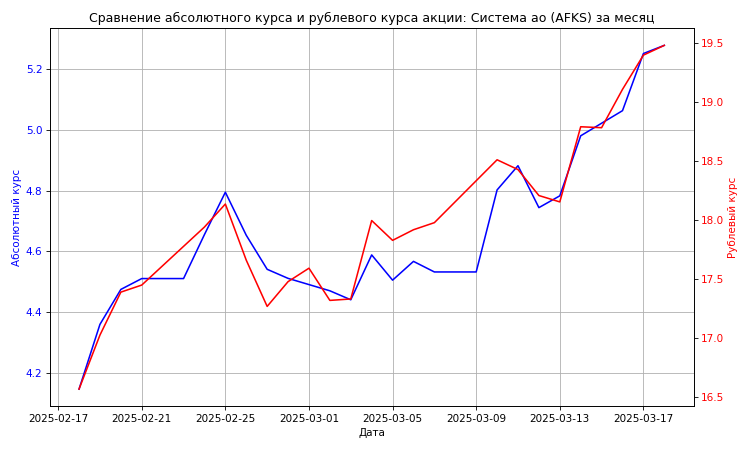 Сравнение абсолютного курса и рублевого курса акции: Система ао (AFKS) за месяц
Абсолютный курс
5.2
5.0
4.8
4.6
4.4
4.2
19.5
19.0
18.5
18.0
17.5
17.0
16.5
Рублевый курс
2025-02-17 2025-02-21 2025-02-25 2025-03-01 2025-03-05 2025-03-09 2025-03-13 2025-03-17
Дата